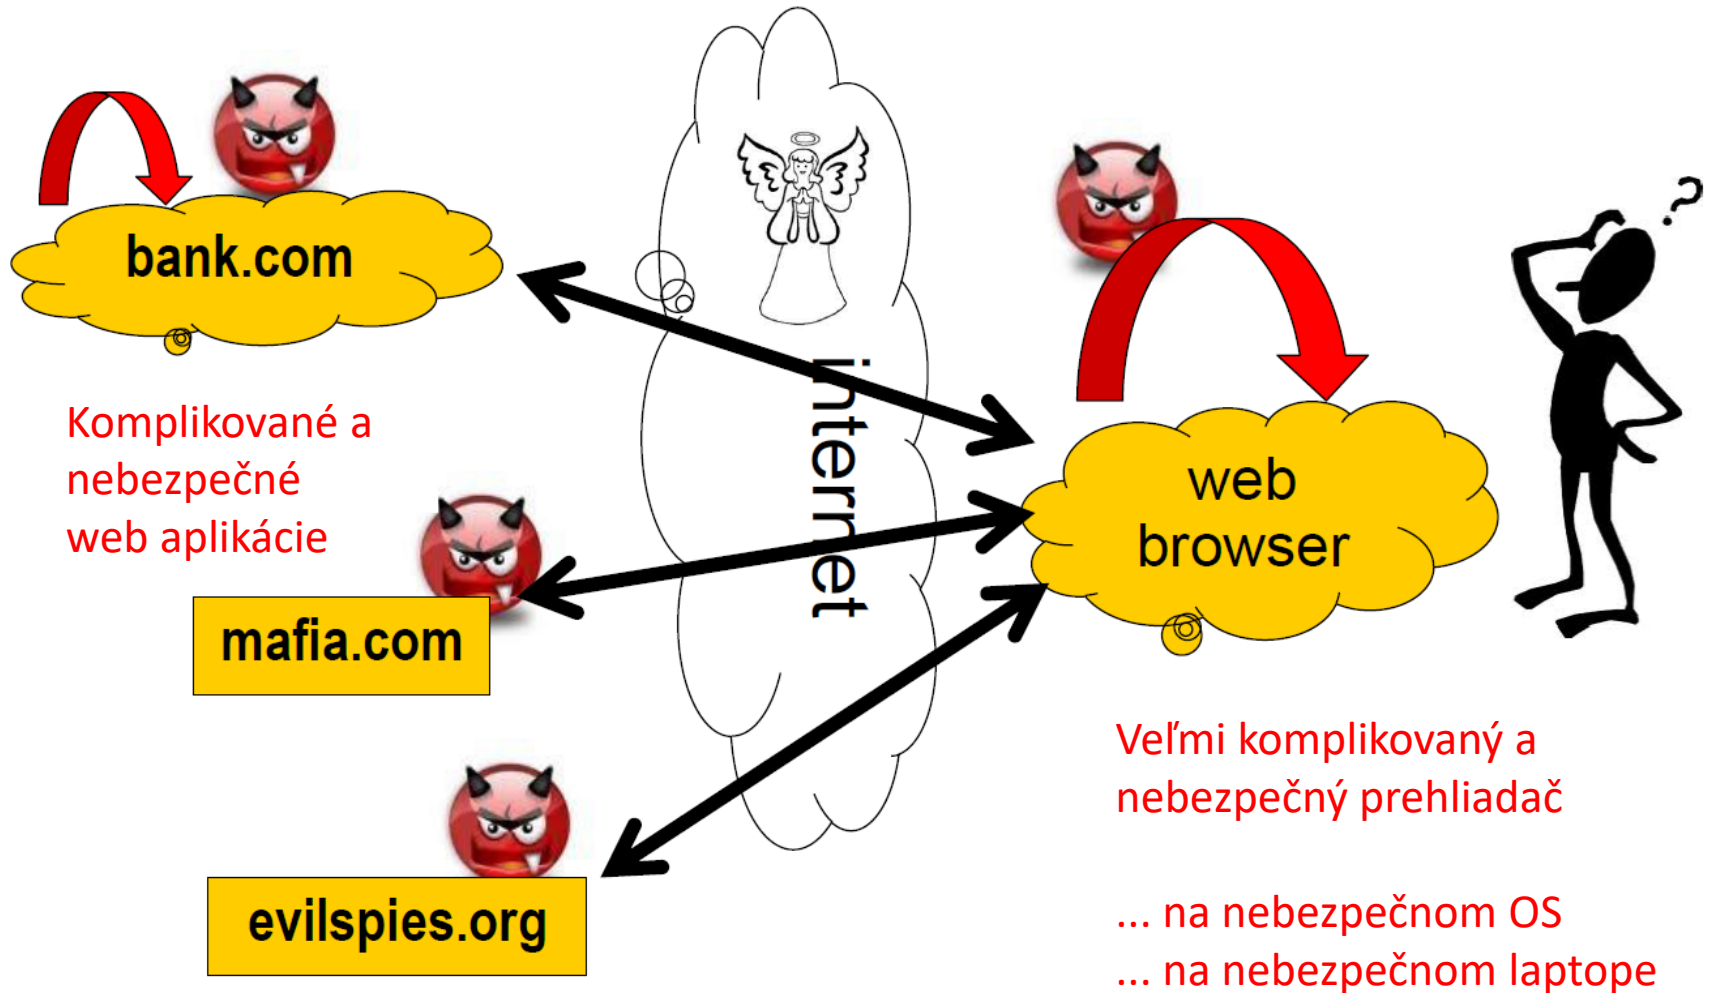 bank.com
internet
?
Komplikované a
nebezpečné
web aplikácie
web
browser
mafia.com
Veľmi komplikovaný a
nebezpečný prehliadač
evilspies.org
... na nebezpečnom OS
... na nebezpečnom laptope